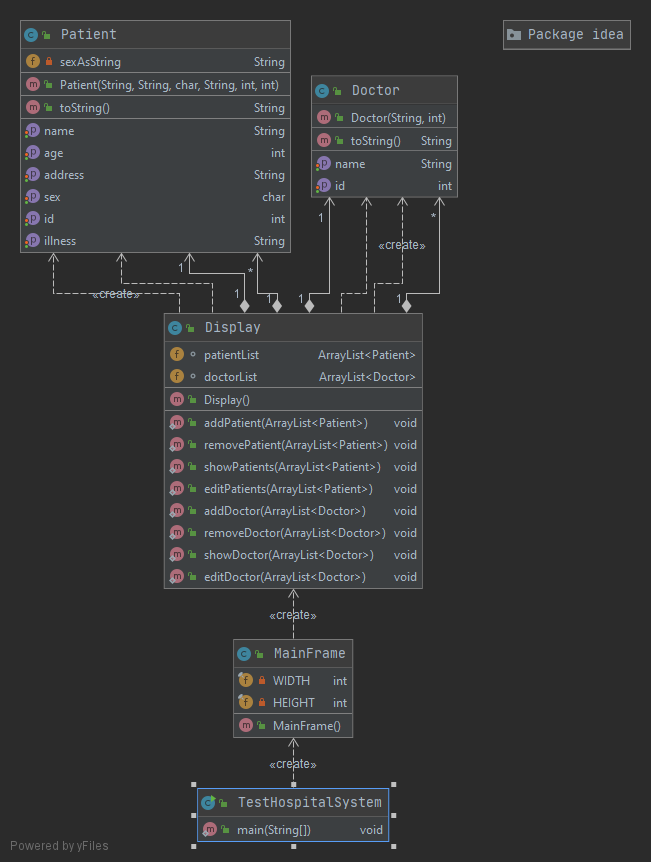 Patient
sexAsString String
Patient(String, String, char, String, int, int)
toString() String
name String
age int
address String
sex char
id int
illness String
Package idea
Doctor
Doctor(String, int)
toString() String
name String
id int
1
*
1
*
«create»
«create»
1
1
1
1
Display
patientList ArrayList<Patient>
doctorList ArrayList<Doctor>
Display()
addPatient(ArrayList<Patient>) void
removePatient(ArrayList<Patient>) void
showPatients(ArrayList<Patient>) void
editPatients(ArrayList<Patient>) void
addDoctor(ArrayList<Doctor>) void
removeDoctor(ArrayList<Doctor>) void
showDoctor(ArrayList<Doctor>) void
editDoctor(ArrayList<Doctor>) void
«create»
MainFrame
WIDTH int
HEIGHT int
MainFrame()
«create»
TestHospitalSystem
main(String[]) void
Powered by yFiles